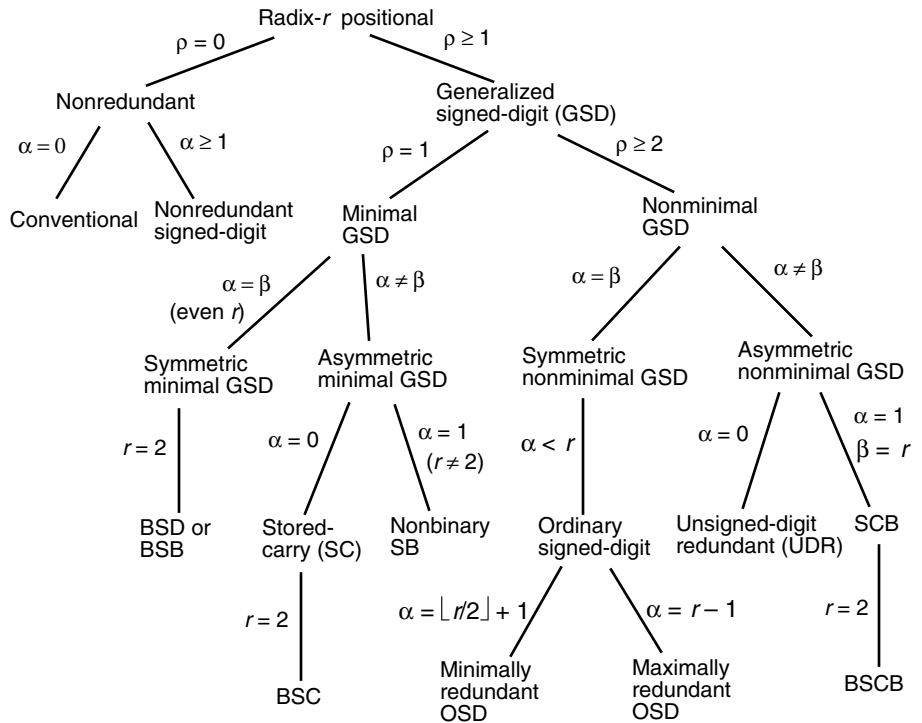 Radix-r positional
ρ = 0
ρ ≥ 1
Nonredundant
Generalized
signed-digit (GSD)
α = 0
α ≥ 1
ρ = 1
ρ ≥ 2
Conventional
Nonredundant
signed-digit
Minimal
GSD
Nonminimal
GSD
α = β
(even r)
α ≠ β
α = β
α ≠ β
Symmetric
minimal GSD
Asymmetric
minimal GSD
Symmetric
nonminimal GSD
Asymmetric
nonminimal GSD
r = 2
α = 0
α = 1
(r ≠ 2)
α < r
α = 0
α = 1
β = r
BSD or
BSB
Stored-
carry (SC)
Nonbinary
SB
Ordinary
signed-digit
Unsigned-digit
redundant (UDR)
SCB
r = 2
α = ⌊r/2⌋ + 1
α = r − 1
r = 2
BSC
Minimally
redundant
OSD
Maximally
redundant
OSD
BSCB